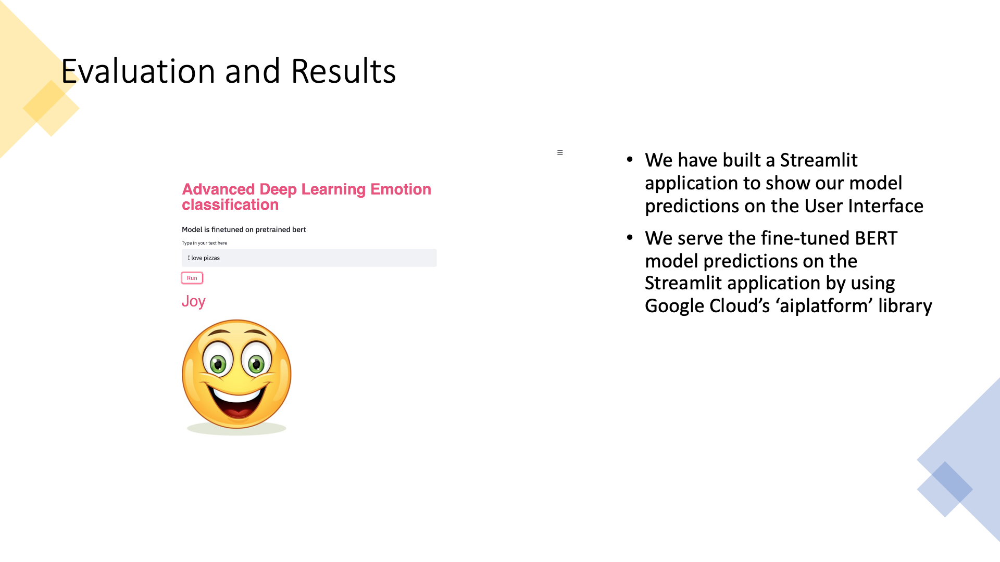 Evaluation and Results
Advanced Deep Learning Emotion
classification
Model is finetuned on pretrained bert
Type in your text here
I love pizzas
Run
Joy
• We have built a Streamlit
application to show our model
predictions on the User Interface
• We serve the fine-tuned BERT
model predictions on the
Streamlit application by using
Google Cloud’s ‘aiplatform’ library